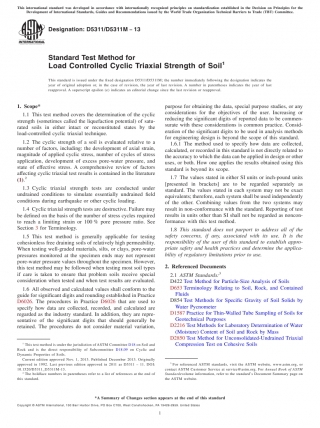 This international standard was developed in accordance with internationally recognized principles on standardization established in the Decision on Principles for the
Development of International Standards, Guides and Recommendations issued by the World Trade Organization Technical Barriers to Trade (TBT) Committee.
Designation: D5311/D5311M − 13
INTERNATIONAL
Standard Test Method for
Load Controlled Cyclic Triaxial Strength of Soil1
This standard is issued under the fixed designation D5311/D5311M; the number immediately following the designation indicates the
year of original adoption or, in the case of revision, the year of last revision. A number in parentheses indicates the year of last
reapproval. A superscript epsilon (ε) indicates an editorial change since the last revision or reapproval.
1. Scope*
1.1 This test method covers the determination of the cyclic
strength (sometimes called the liquefaction potential) of satu-
rated soils in either intact or reconstituted states by the
load-controlled cyclic triaxial technique.
1.2 The cyclic strength of a soil is evaluated relative to a
number of factors, including: the development of axial strain,
magnitude of applied cyclic stress, number of cycles of stress
application, development of excess pore-water pressure, and
state of effective stress. A comprehensive review of factors
affecting cyclic triaxial test results is contained in the literature
(1).2
1.3 Cyclic triaxial strength tests are conducted under
undrained conditions to simulate essentially undrained field
conditions during earthquake or other cyclic loading.
1.4 Cyclic triaxial strength tests are destructive. Failure may
be defined on the basis of the number of stress cycles required
to reach a limiting strain or 100 % pore pressure ratio. See
Section 3 for Terminology.
1.5 This test method is generally applicable for testing
cohesionless free draining soils of relatively high permeability.
When testing well-graded materials, silts, or clays, pore-water
pressures monitored at the specimen ends may not represent
pore-water pressure values throughout the specimen. However,
this test method may be followed when testing most soil types
if care is taken to ensure that problem soils receive special
consideration when tested and when test results are evaluated.
1.6 All observed and calculated values shall conform to the
guide for significant digits and rounding established in Practice
D6026. The procedures in Practice D6026 that are used to
specify how data are collected, recorded, and calculated are
regarded as the industry standard. In addition, they are repre-
sentative of the significant digits that should generally be
retained. The procedures do not consider material variation,
1 This test method is under the jurisdiction of ASTM Committee D18 on Soil and
Rock and is the direct responsibility of Subcommittee D18.09 on Cyclic and
Dynamic Properties of Soils.
Current edition approved Nov. 1, 2013. Published December 2013. Originally
approved in 1992. Last previous edition approved in 2011 as D5311 – 11. DOI:
10.1520/D5311_D5311M-13.
2 The boldface numbers in parentheses refer to a list of references at the end of
this standard.
purpose for obtaining the data, special purpose studies, or any
considerations for the objectives of the user. Increasing or
reducing the significant digits of reported data to be commen-
surate with these considerations is common practice. Consid-
eration of the significant digits to be used in analysis methods
for engineering design is beyond the scope of this standard.
1.6.1 The method used to specify how data are collected,
calculated, or recorded in this standard is not directly related to
the accuracy to which the data can be applied in design or other
uses, or both. How one applies the results obtained using this
standard is beyond its scope.
1.7 The values stated in either SI units or inch-pound units
[presented in brackets] are to be regarded separately as
standard. The values stated in each system may not be exact
equivalents; therefore, each system shall be used independently
of the other. Combining values from the two systems may
result in non-conformance with the standard. Reporting of test
results in units other than SI shall not be regarded as noncon-
formance with this test method.
1.8 This standard does not purport to address all of the
safety concerns, if any, associated with its use. It is the
responsibility of the user of this standard to establish appro-
priate safety and health practices and determine the applica-
bility of regulatory limitations prior to use.
2. Referenced Documents
2.1 ASTM Standards:3
D422 Test Method for Particle-Size Analysis of Soils
D653 Terminology Relating to Soil, Rock, and Contained
Fluids
D854 Test Methods for Specific Gravity of Soil Solids by
Water Pycnometer
D1587 Practice for Thin-Walled Tube Sampling of Soils for
Geotechnical Purposes
D2216 Test Methods for Laboratory Determination of Water
(Moisture) Content of Soil and Rock by Mass
D2850 Test Method for Unconsolidated-Undrained Triaxial
Compression Test on Cohesive Soils
3 For referenced ASTM standards, visit the ASTM website, www.astm.org, or
contact ASTM Customer Service at service@astm.org. For Annual Book of ASTM
Standards volume information, refer to the standard's Document Summary page on
the ASTM website.
*A Summary of Changes section appears at the end of this standard
Copyright © ASTM International, 100 Barr Harbor Drive, PO Box C700, West Conshohocken, PA 19428-2959. United States
1